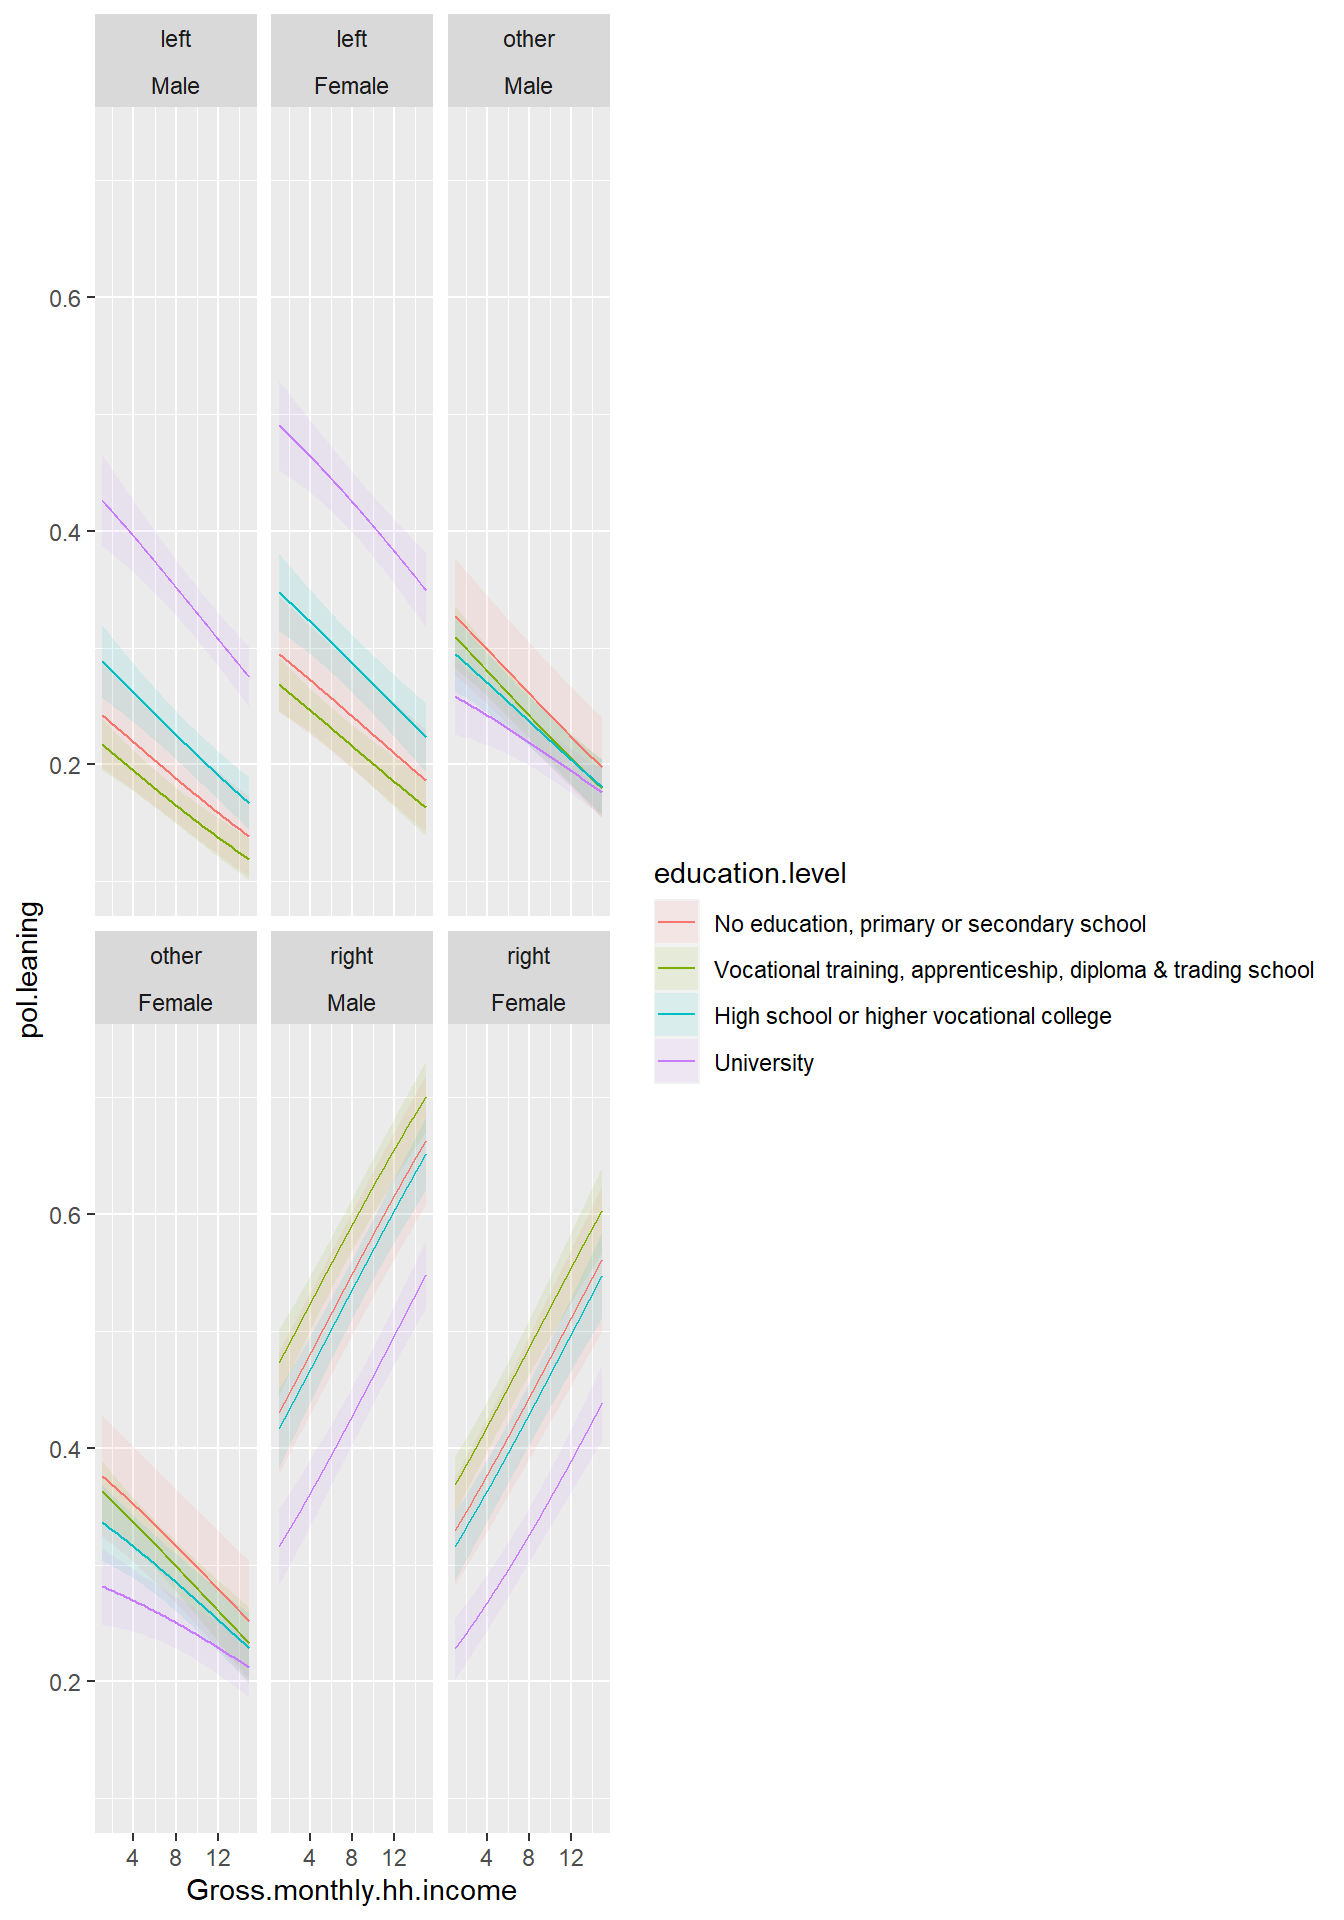 left
Male
left
Female
other
Male
0.6
0.4
0.2
pol.leaning
other
Female
right
Male
right
Female
0.6
0.4
0.2
4 8 12
4 8 12
4 8 12
Gross.monthly.hh.income
education.level
No education, primary or secondary school
Vocational training, apprenticeship, diploma & trading school
High school or higher vocational college
University